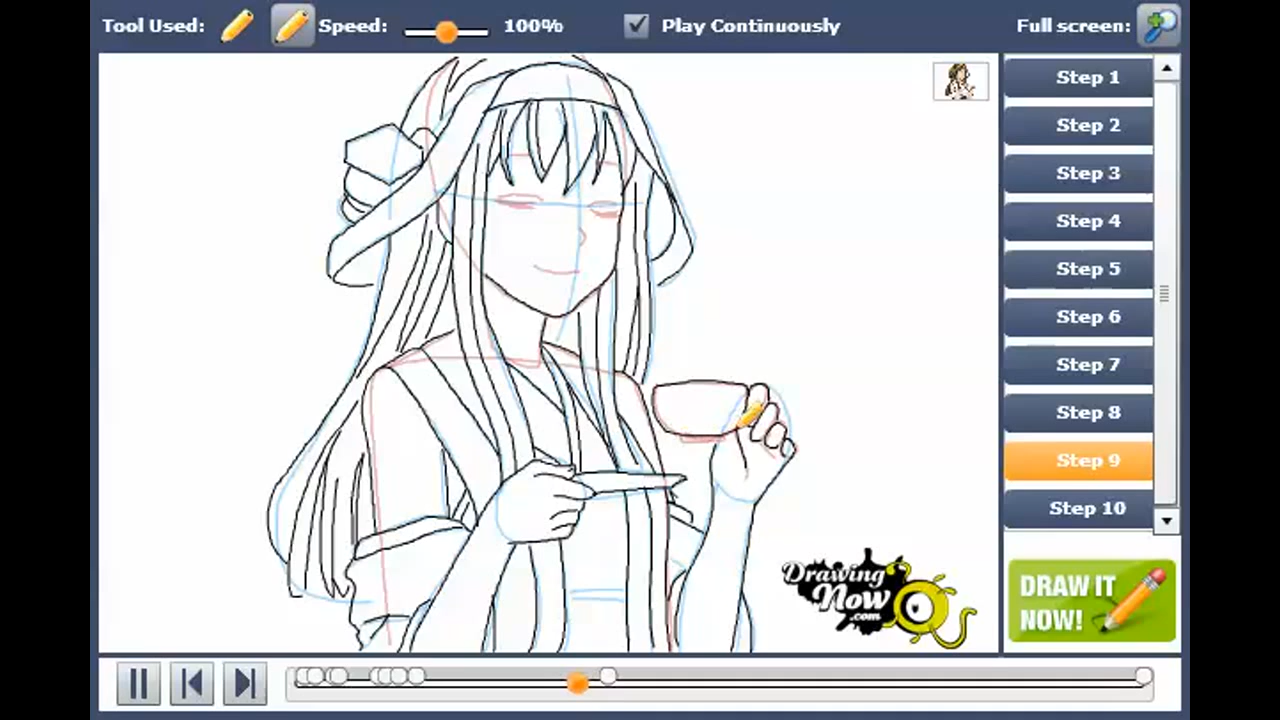 Tool Used:
Speed:
100%
Play Continuously
Full screen:
Step 1
Step 2
Step 3
Step 4
Step 5
Step 6
Step 7
Step 8
Step 9
Step 10
Drawing
Now
.com
DRAW IT
NOW!